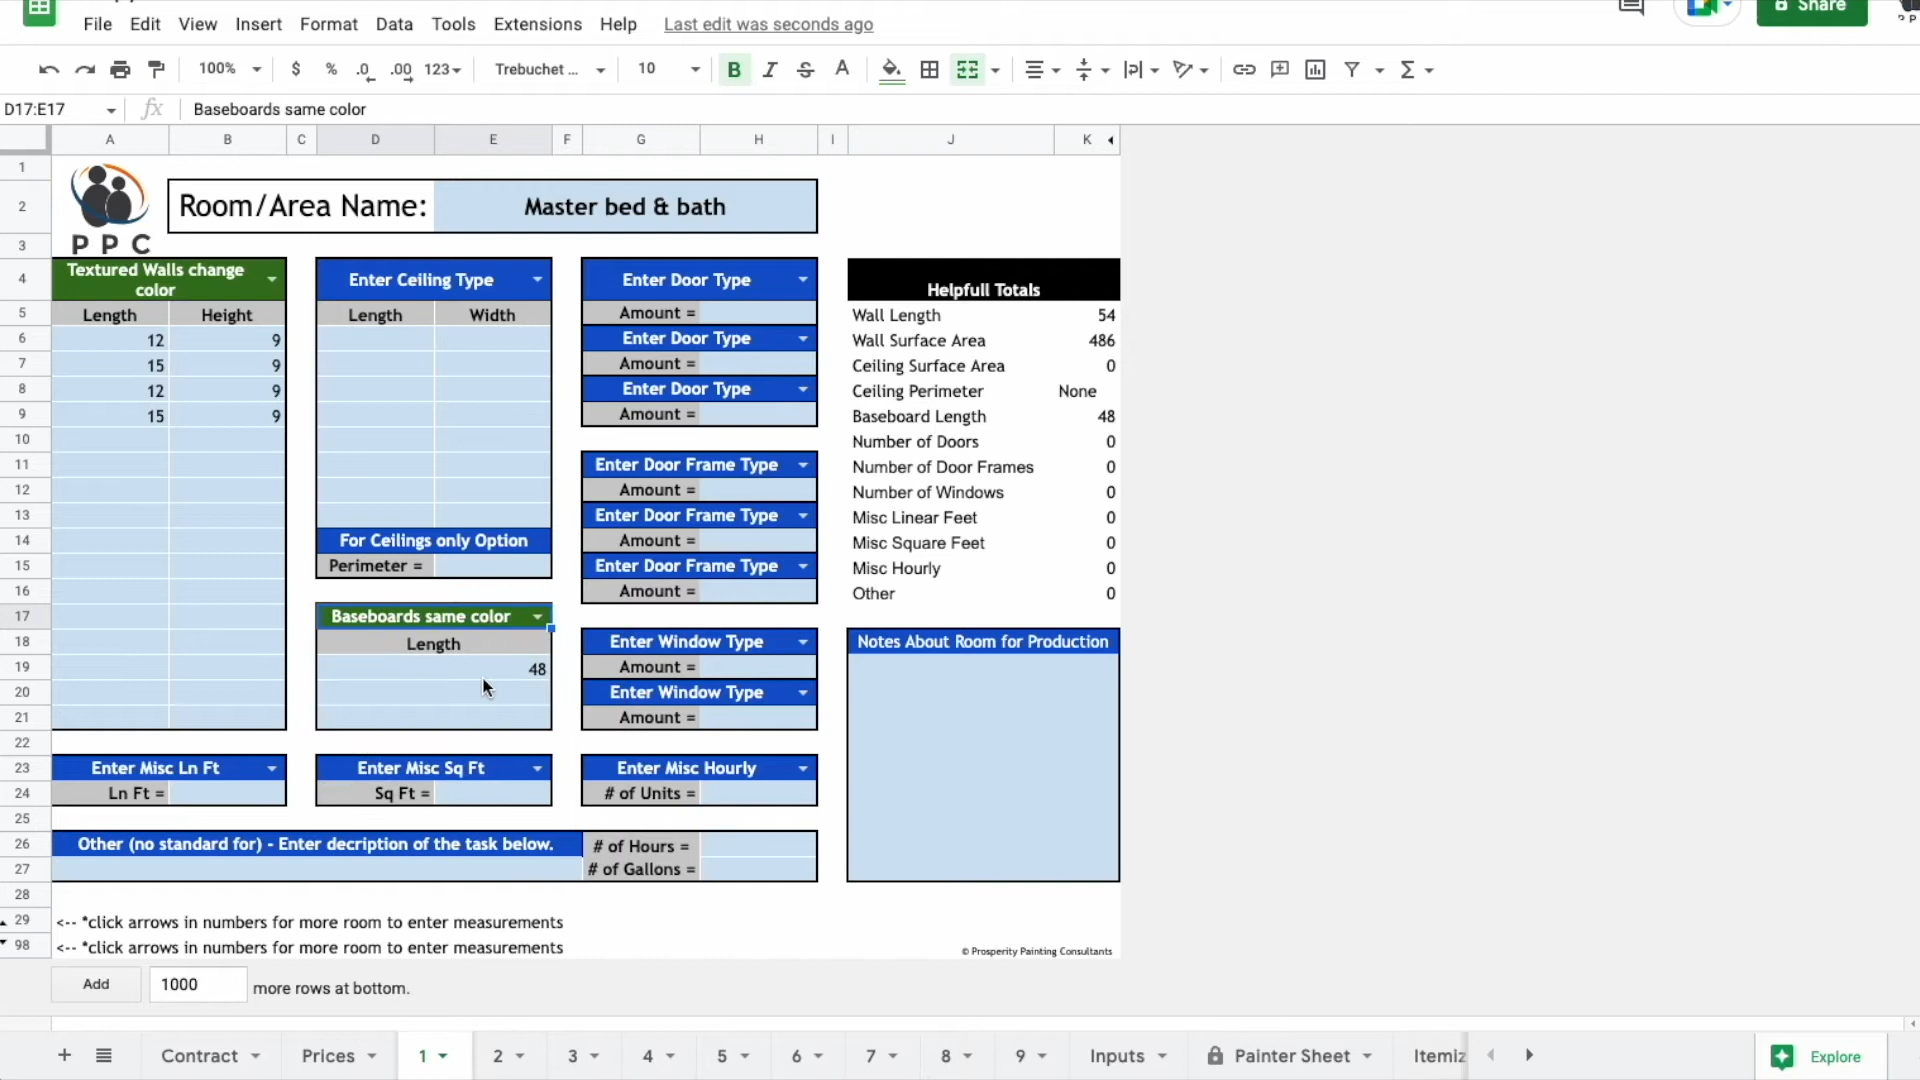 File Edit View Insert Format Data Tools Extensions Help Last edit was seconds ago Share
100% $ % .0 .00 123 Trebuchet ... 10 B I S A
D17:E17 fx Baseboards same color
A B C D E F G H I J K
1
2 Room/Area Name: Master bed & bath
3 PPC
4 Textured Walls change color Enter Ceiling Type Enter Door Type Helpfull Totals
5 Length Height Length Width Amount = Wall Length 54
6 12 9 Enter Door Type Wall Surface Area 486
7 15 9 Amount = Ceiling Surface Area 0
8 12 9 Enter Door Type Ceiling Perimeter None
9 15 9 Amount = Baseboard Length 48
10 Number of Doors 0
11 Enter Door Frame Type Number of Door Frames 0
12 Amount = Number of Windows 0
13 Enter Door Frame Type Misc Linear Feet 0
14 For Ceilings only Option Amount = Misc Square Feet 0
15 Perimeter = Enter Door Frame Type Misc Hourly 0
16 Amount = Other 0
17 Baseboards same color
18 Length Enter Window Type Notes About Room for Production
19 48 Amount =
20 Enter Window Type
21 Amount =
22
23 Enter Misc Ln Ft Enter Misc Sq Ft Enter Misc Hourly
24 Ln Ft = Sq Ft = # of Units =
25
26 Other (no standard for) - Enter decription of the task below. # of Hours =
27 # of Gallons =
28
29 <-- *click arrows in numbers for more room to enter measurements
98 <-- *click arrows in numbers for more room to enter measurements © Prosperity Painting Consultants
Add 1000 more rows at bottom.
+ Contract Prices 1 2 3 4 5 6 7 8 9 Inputs Painter Sheet Itemiz Explore